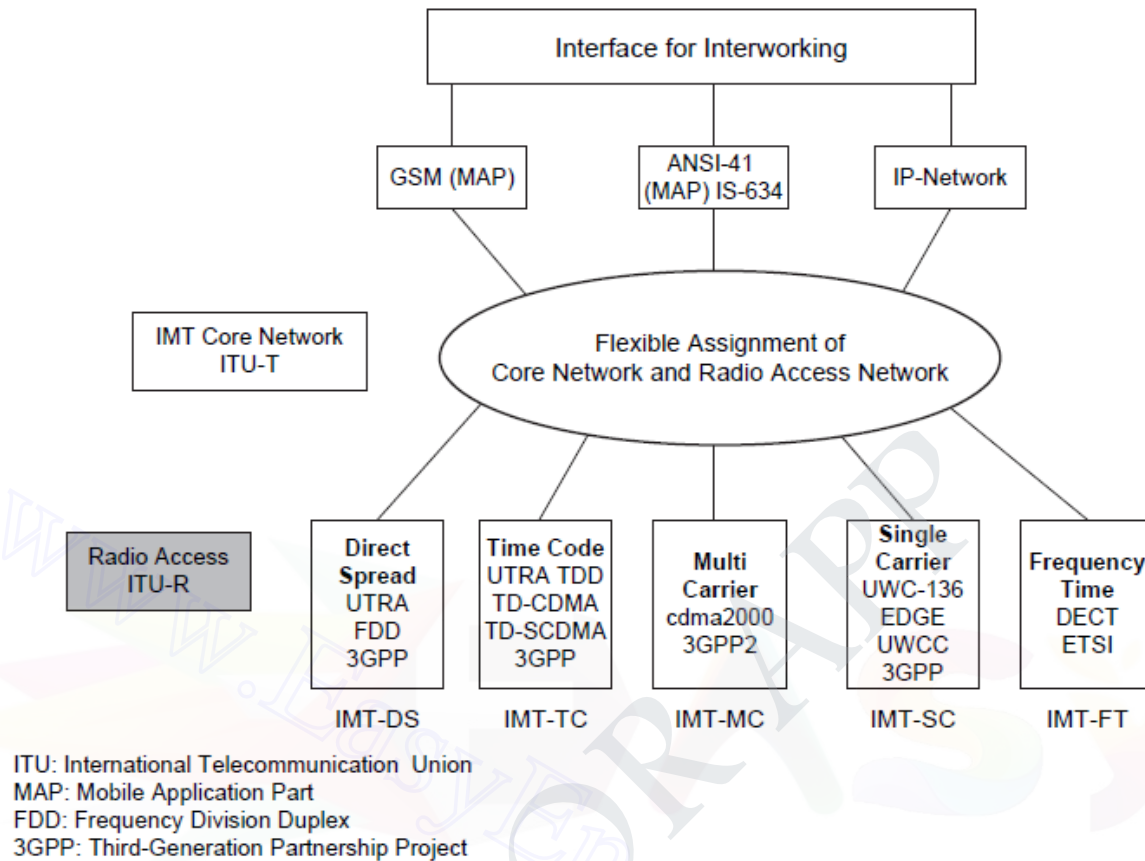 Interface for Interworking
GSM (MAP)
ANSI-41
(MAP) IS-634
IP-Network
IMT Core Network
ITU-T
Flexible Assignment of
Core Network and Radio Access Network
Radio Access
ITU-R
Direct
Spread
UTRA
FDD
3GPP
Time Code
UTRA TDD
TD-CDMA
TD-SCDMA
3GPP
Multi
Carrier
cdma2000
3GPP2
Single
Carrier
UWC-136
EDGE
UWCC
3GPP
Frequency
Time
DECT
ETSI
IMT-DS
IMT-TC
IMT-MC
IMT-SC
IMT-FT
ITU: International Telecommunication Union
MAP: Mobile Application Part
FDD: Frequency Division Duplex
3GPP: Third-Generation Partnership Project
OR APP